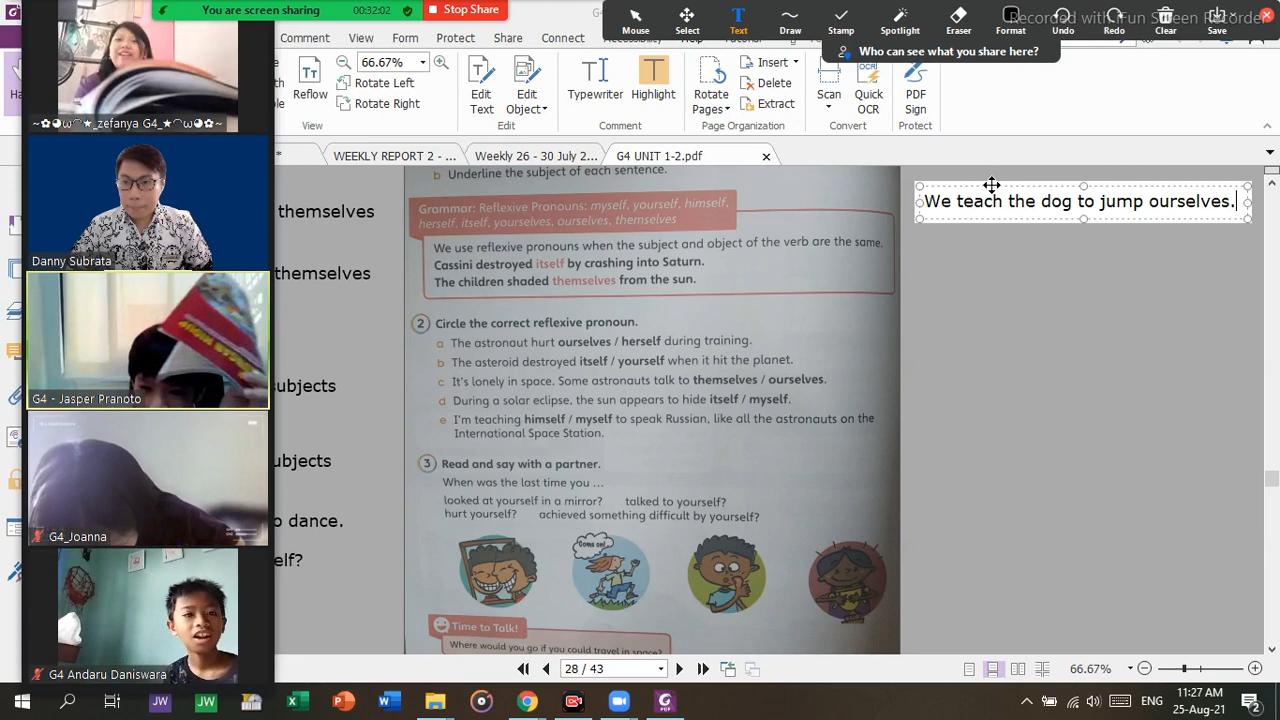 You are screen sharing
00:32:02
Stop Share
Mouse
Select
Text
Draw
Stamp
Spotlight
Eraser
Format
Undo
Redo
Clear
Save
Recorded with iFun Screen Recorder
Who can see what you share here?
Comment
View
Form
Protect
Share
Connect
Reflow
66.67%
Rotate Left
Rotate Right
Edit Text
Edit Object
Typewriter
Highlight
Rotate Pages
Insert
Delete
Extract
Scan
Quick OCR
PDF Sign
View
Edit
Comment
Page Organization
Convert
Protect
WEEKLY REPORT 2 - ...
Weekly 26 - 30 July 2...
G4 UNIT 1-2.pdf
_zefanya G4_
Danny Subrata
G4 - Jasper Pranoto
G4_Joanna
G4 Andaru Daniswara
themselves
themselves
subjects
ubjects
o dance.
elf?
b Underline the subject of each sentence.
Grammar: Reflexive Pronouns: myself, yourself, himself,
herself, itself, yourselves, ourselves, themselves
We use reflexive pronouns when the subject and object of the verb are the same.
Cassini destroyed itself by crashing into Saturn.
The children shaded themselves from the sun.
2 Circle the correct reflexive pronoun.
a The astronaut hurt ourselves / herself during training.
b The asteroid destroyed itself / yourself when it hit the planet.
c It's lonely in space. Some astronauts talk to themselves / ourselves.
d During a solar eclipse, the sun appears to hide itself / myself.
e I'm teaching himself / myself to speak Russian, like all the astronauts on the
International Space Station.
3 Read and say with a partner.
When was the last time you ...
looked at yourself in a mirror? talked to yourself?
hurt yourself? achieved something difficult by yourself?
Come on!
Time to Talk!
Where would you go if you could travel in space?
We teach the dog to jump ourselves.
28 / 43
66.67%
JW
JW
ENG
11:27 AM
25-Aug-21
2